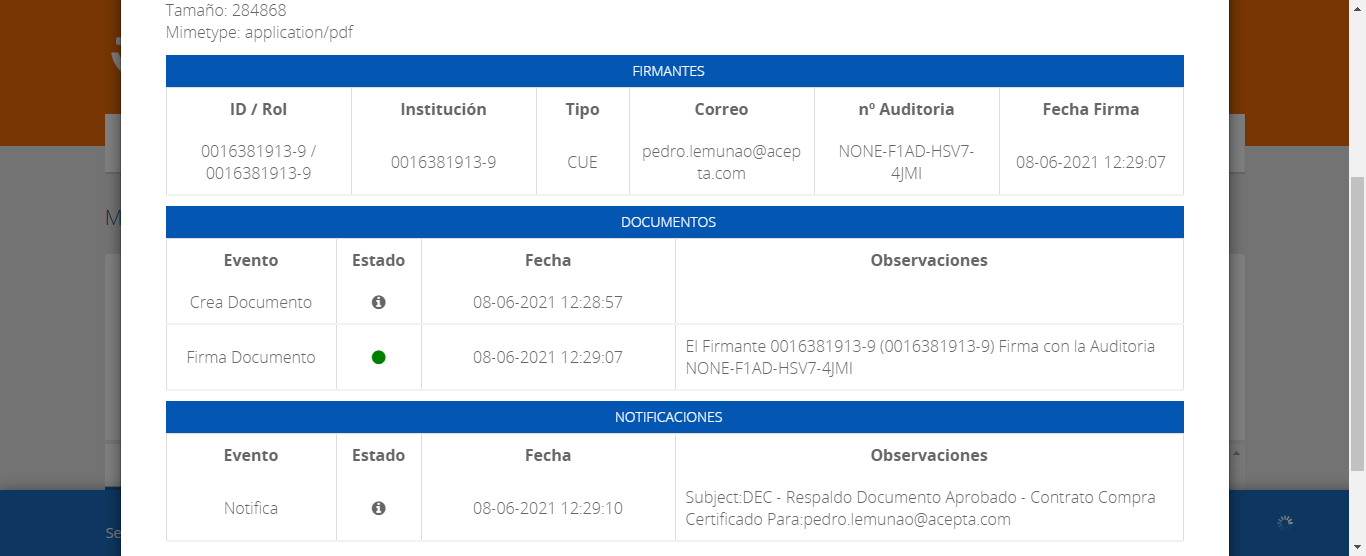 Tamaño: 284868
Mimetype: application/pdf
FIRMANTES
ID / Rol Institución Tipo Correo nº Auditoria Fecha Firma
0016381913-9 /
0016381913-9
0016381913-9
CUE
pedro.lemunao@acep
ta.com
NONE-F1AD-HSV7-
4JMI
08-06-2021 12:29:07
DOCUMENTOS
Evento Estado Fecha Observaciones
Crea Documento 08-06-2021 12:28:57
Firma Documento 08-06-2021 12:29:07
El Firmante 0016381913-9 (0016381913-9) Firma con la Auditoria
NONE-F1AD-HSV7-4JMI
NOTIFICACIONES
Evento Estado Fecha Observaciones
Notifica 08-06-2021 12:29:10
Subject:DEC - Respaldo Documento Aprobado - Contrato Compra
Certificado Para:pedro.lemunao@acepta.com